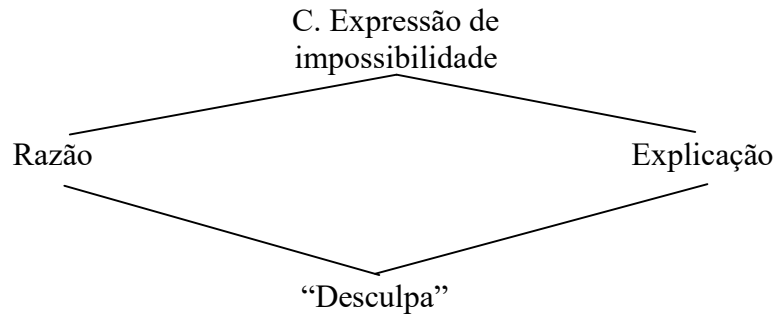 C. Expressão de
impossibilidade
Razão
Explicação
“Desculpa”